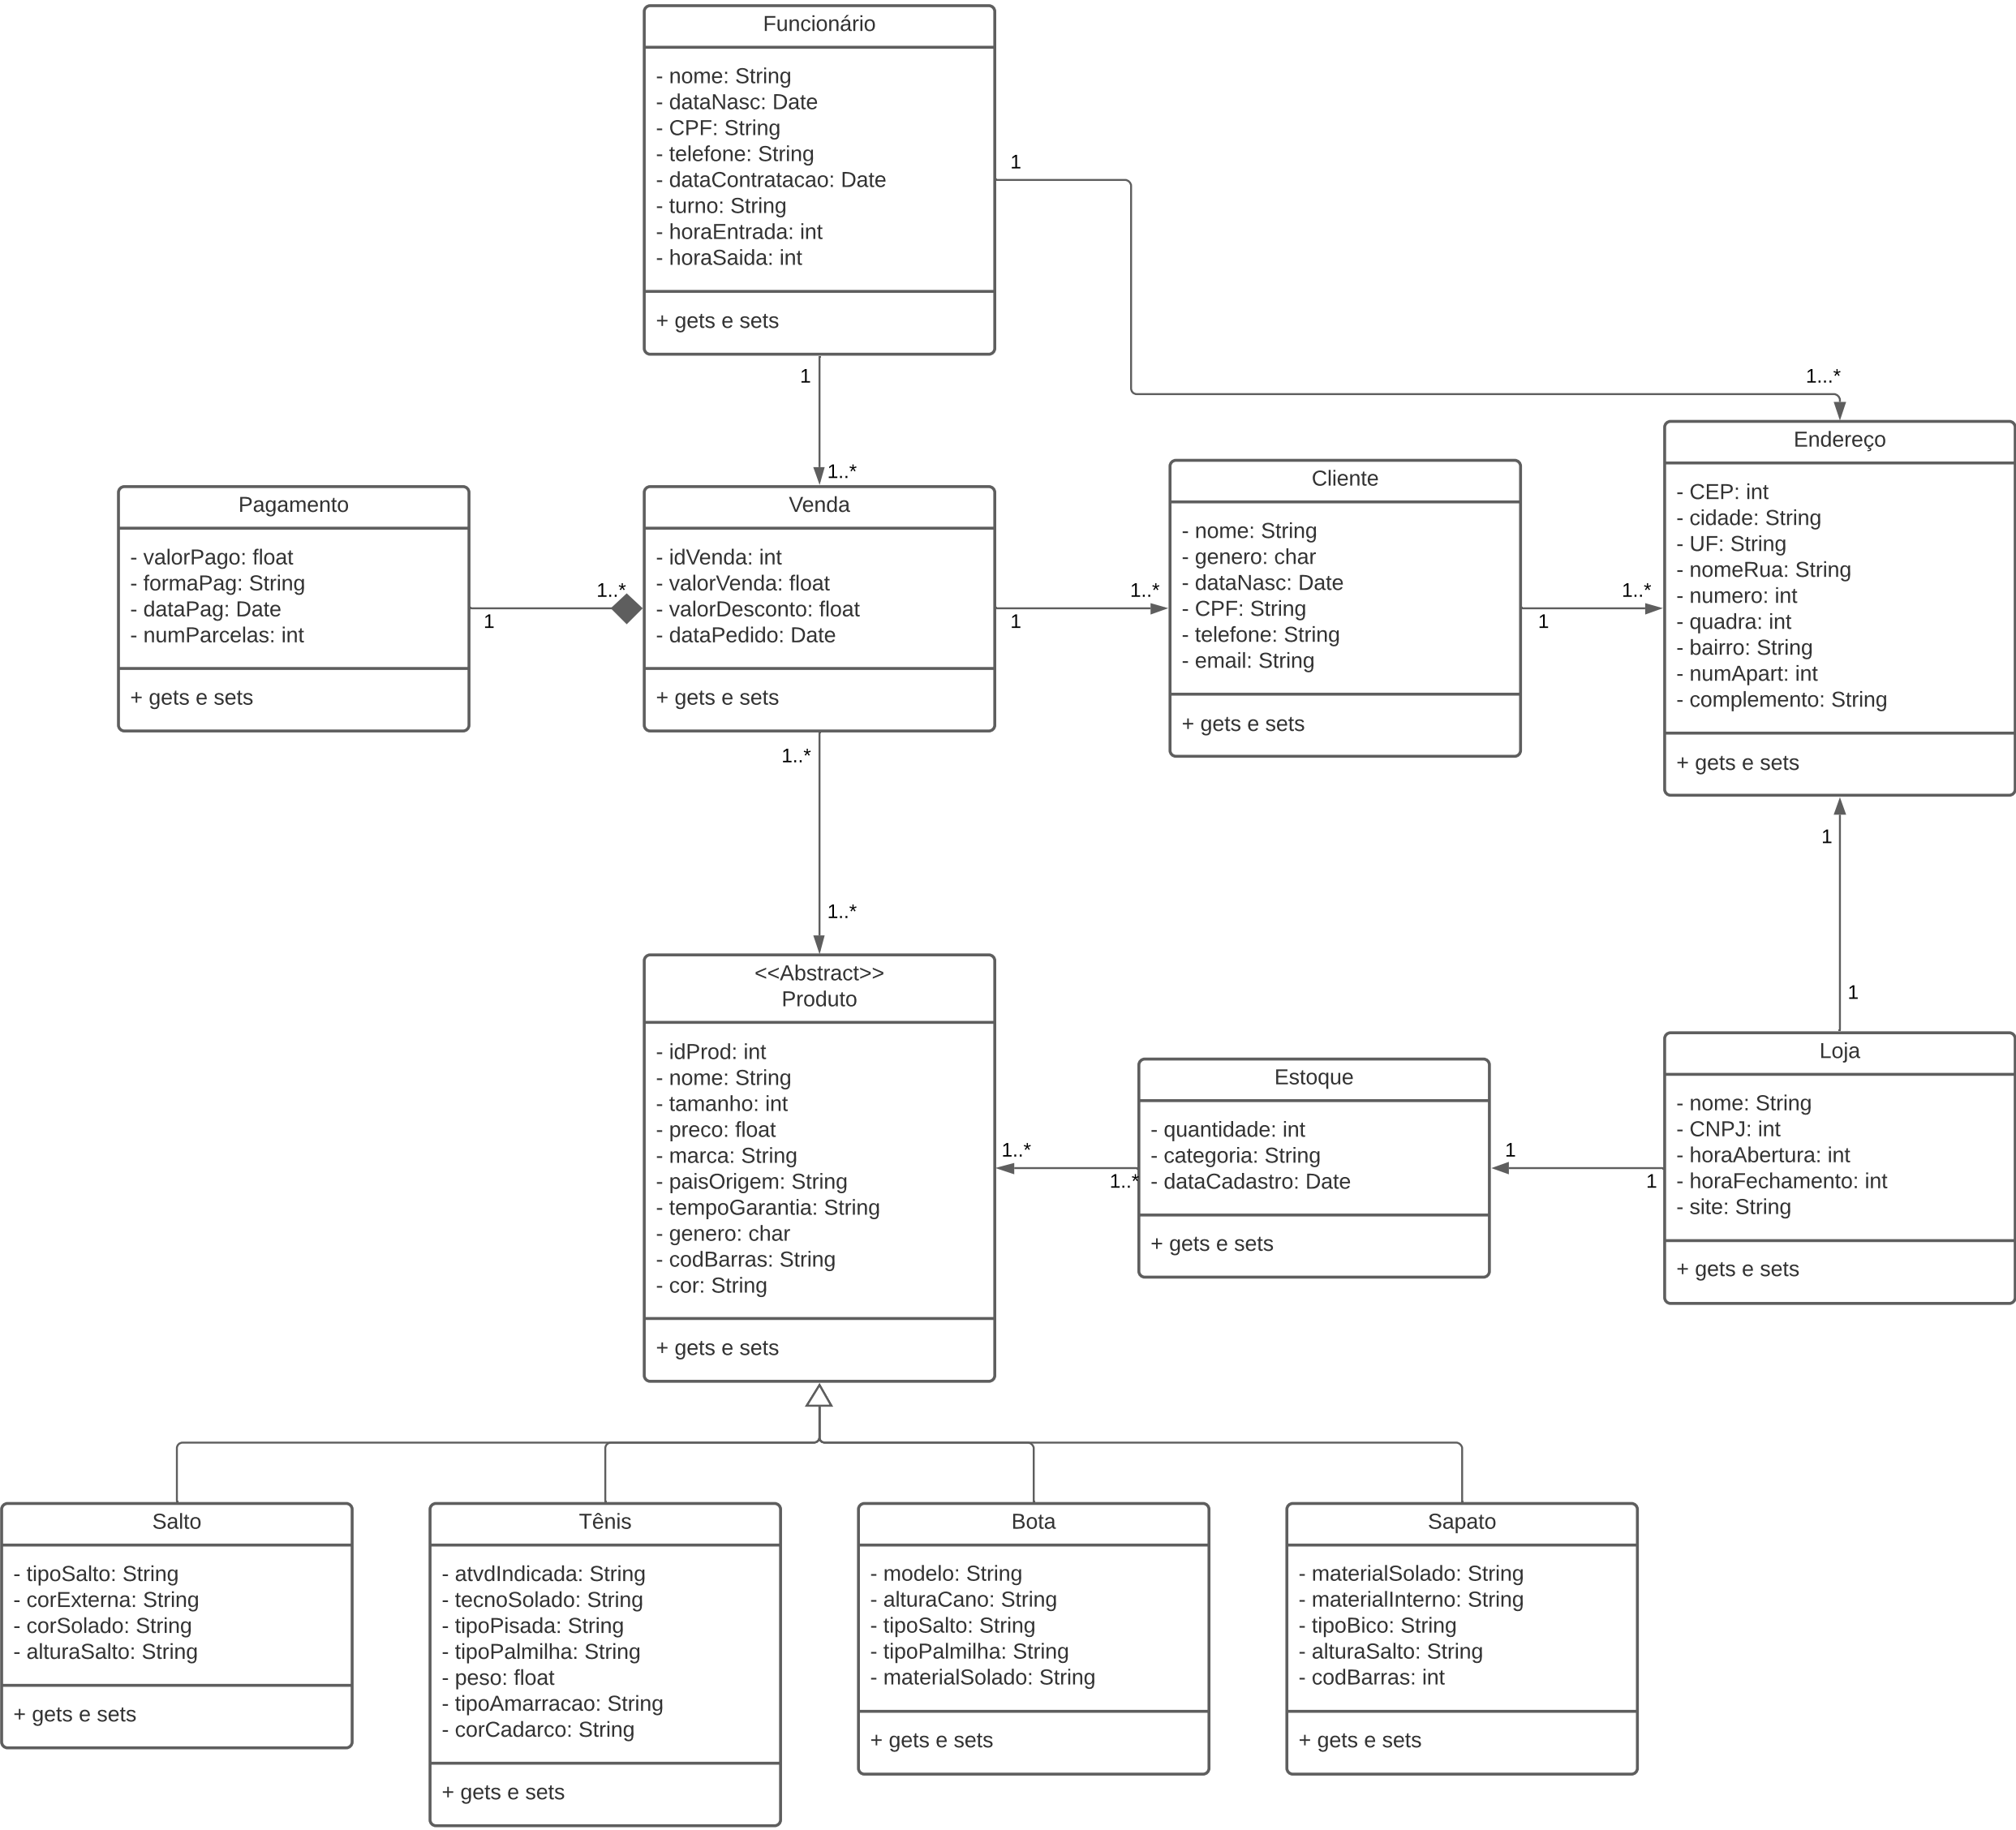 Funcionário
- nome: String
- dataNasc: Date
- CPF: String
- telefone: String
- dataContratacao: Date
- turno: String
- horaEntrada: int
- horaSaida: int
+ gets e sets
1
1...*
1
1..*
Pagamento
- valorPago: float
- formaPag: String
- dataPag: Date
- numParcelas: int
+ gets e sets
1
1..*
Venda
- idVenda: int
- valorVenda: float
- valorDesconto: float
- dataPedido: Date
+ gets e sets
1
1..*
Cliente
- nome: String
- genero: char
- dataNasc: Date
- CPF: String
- telefone: String
- email: String
+ gets e sets
1
1..*
Endereço
- CEP: int
- cidade: String
- UF: String
- nomeRua: String
- numero: int
- quadra: int
- bairro: String
- numApart: int
- complemento: String
+ gets e sets
1..*
1..*
1
1
<<Abstract>>
Produto
- idProd: int
- nome: String
- tamanho: int
- preco: float
- marca: String
- paisOrigem: String
- tempoGarantia: String
- genero: char
- codBarras: String
- cor: String
+ gets e sets
1..*
1..*
Estoque
- quantidade: int
- categoria: String
- dataCadastro: Date
+ gets e sets
1
1
Loja
- nome: String
- CNPJ: int
- horaAbertura: int
- horaFechamento: int
- site: String
+ gets e sets
Salto
- tipoSalto: String
- corExterna: String
- corSolado: String
- alturaSalto: String
+ gets e sets
Tênis
- atvdIndicada: String
- tecnoSolado: String
- tipoPisada: String
- tipoPalmilha: String
- peso: float
- tipoAmarracao: String
- corCadarco: String
+ gets e sets
Bota
- modelo: String
- alturaCano: String
- tipoSalto: String
- tipoPalmilha: String
- materialSolado: String
+ gets e sets
Sapato
- materialSolado: String
- materialInterno: String
- tipoBico: String
- alturaSalto: String
- codBarras: int
+ gets e sets